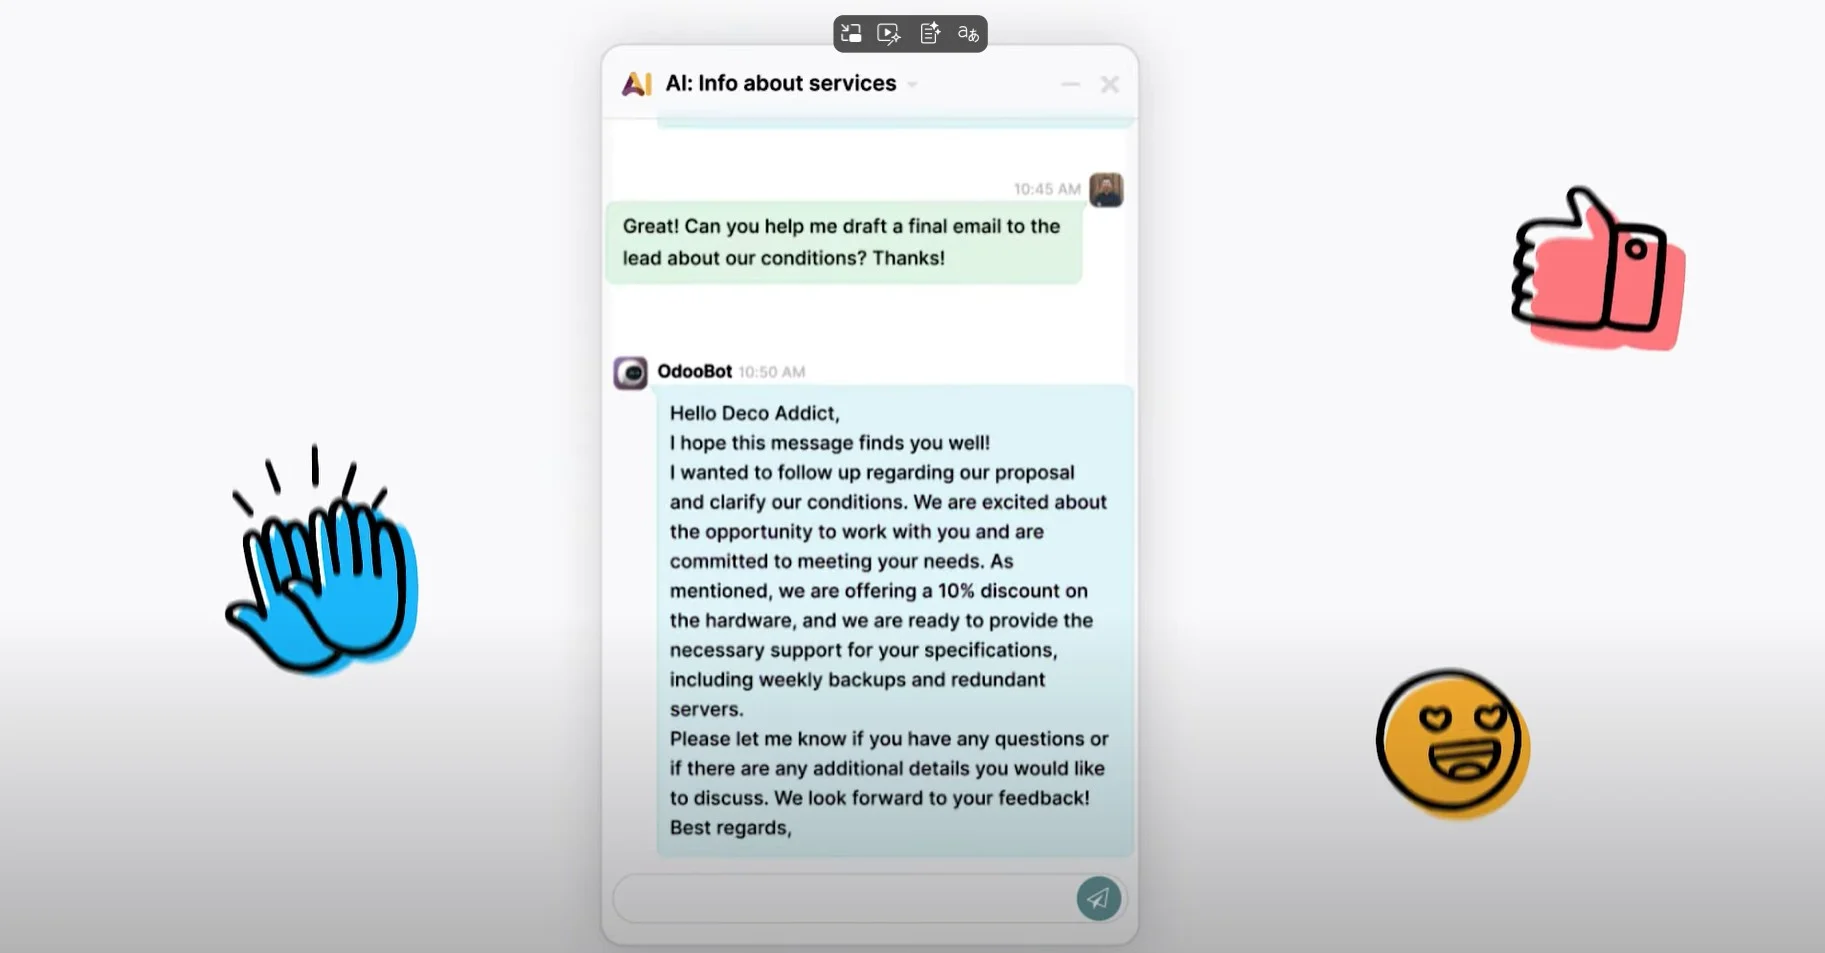 AI AI: Info about services
10:45 AM
Great! Can you help me draft a final email to the
lead about our conditions? Thanks!
OdooBot 10:50 AM
Hello Deco Addict,
I hope this message finds you well!
I wanted to follow up regarding our proposal
and clarify our conditions. We are excited about
the opportunity to work with you and are
committed to meeting your needs. As
mentioned, we are offering a 10% discount on
the hardware, and we are ready to provide the
necessary support for your specifications,
including weekly backups and redundant
servers.
Please let me know if you have any questions or
if there are any additional details you would like
to discuss. We look forward to your feedback!
Best regards,